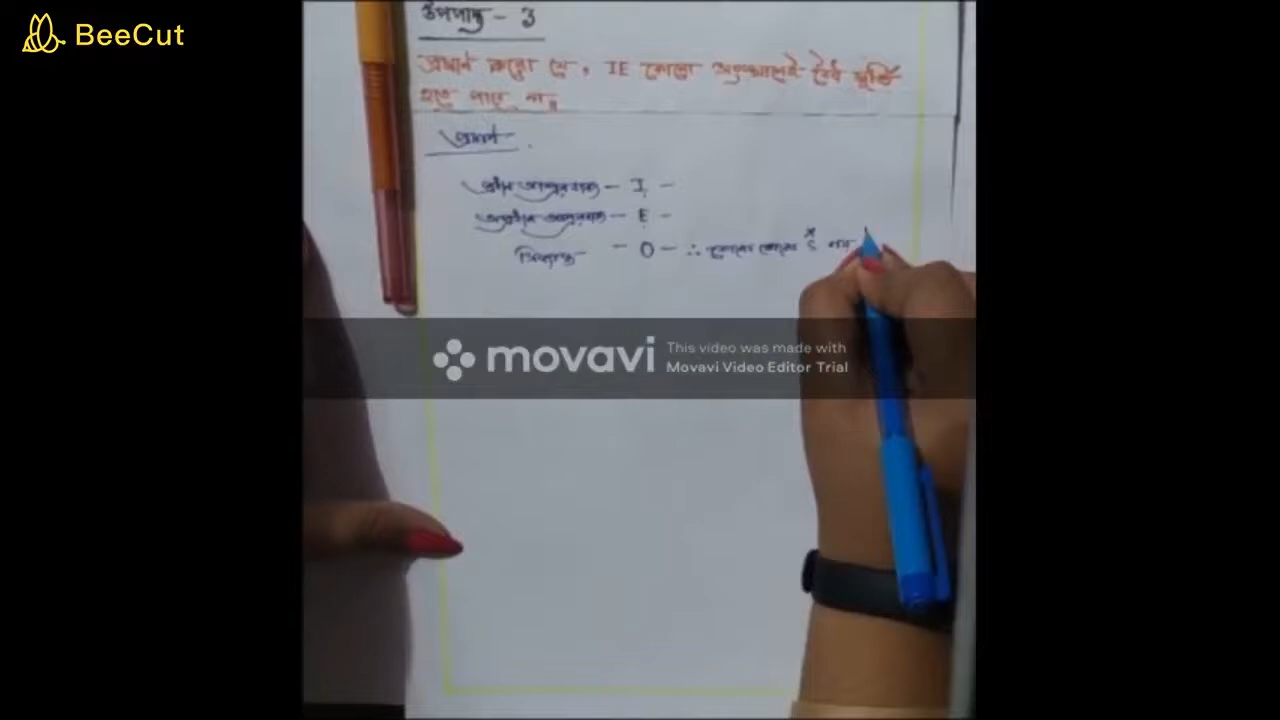 BeeCut
উপপাদ্য - 3
প্রমাণ করো যে, IE কোনো সংস্থানেই বৈধ মূর্তি
হতে পারে না॥
প্রমাণ
প্রধান আশ্রয়বাক্য - I -
অপ্রধান আশ্রয়বাক্য - E -
সিদ্ধান্ত - O - ∴ কোনো কোনো S নয়
movavi
This video was made with
Movavi Video Editor Trial